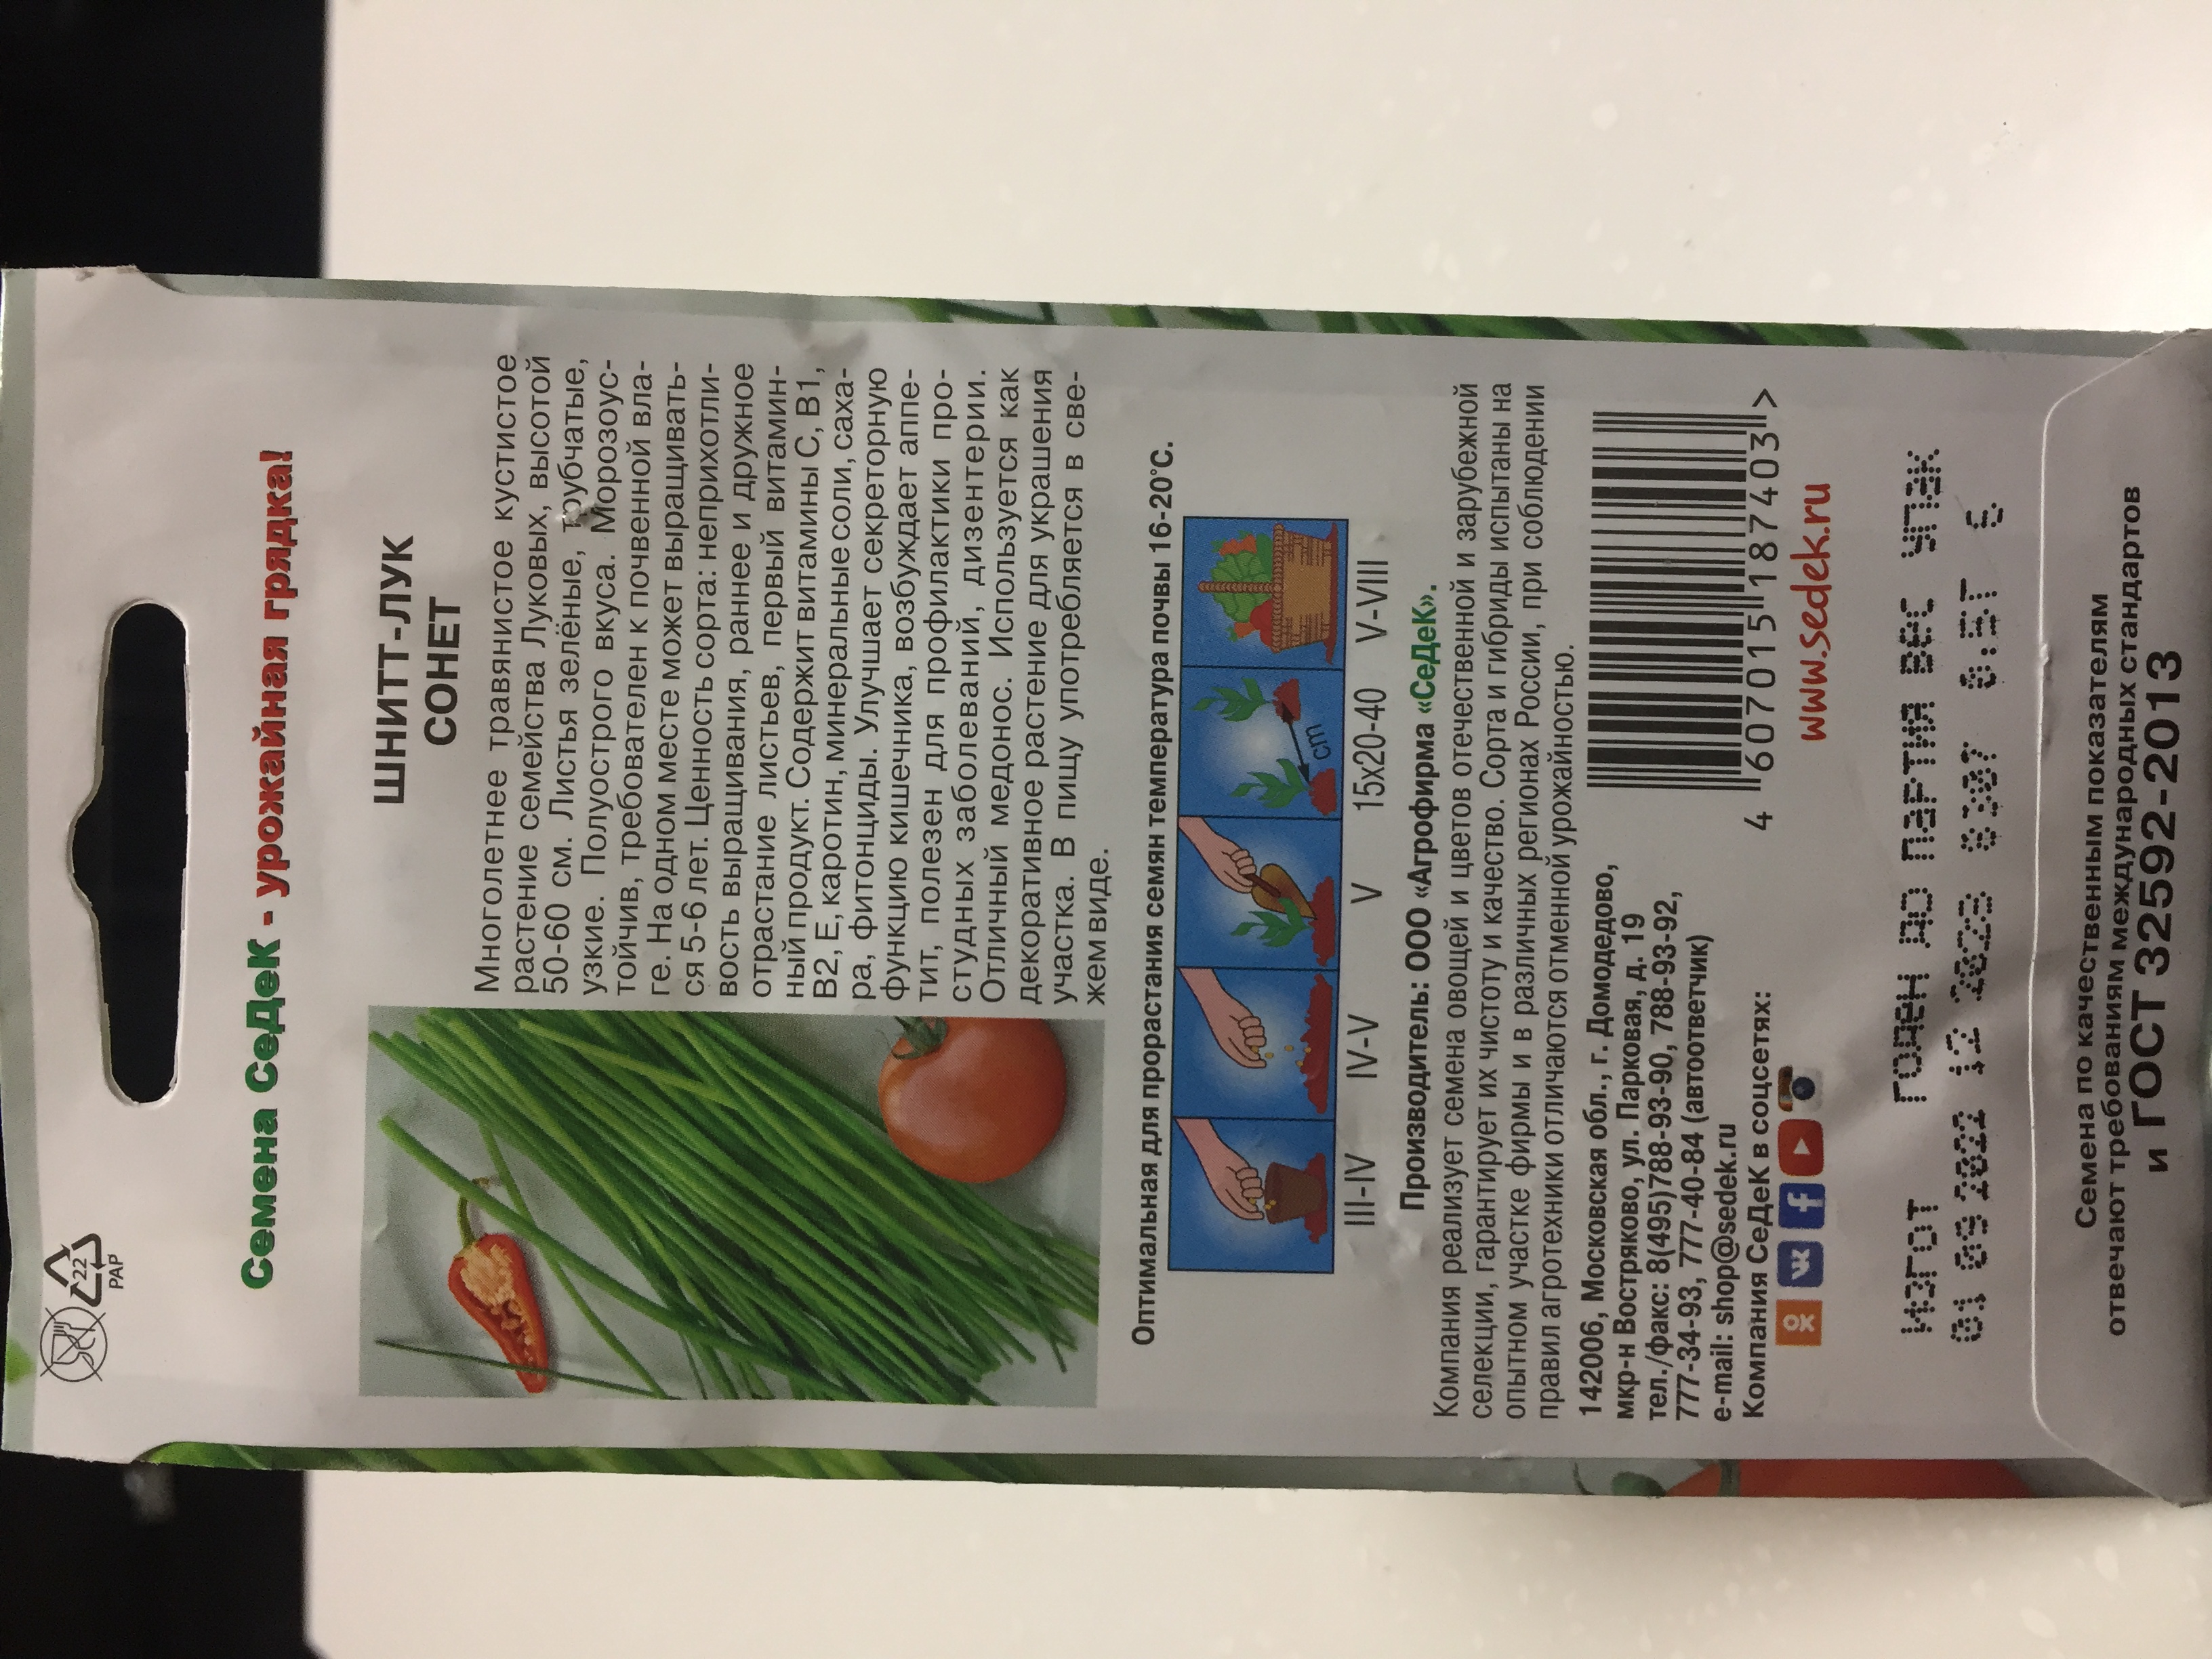 22
PAP
Семена СеДеК - урожайная грядка!
ШНИТТ-ЛУК
СОНЕТ
Многолетнее травянистое кустистое
растение семейства Луковых, высотой
50-60 см. Листья зелёные, трубчатые,
узкие. Полуострого вкуса. Морозоус-
тойчив, требователен к почвенной вла-
ге. На одном месте может выращивать-
ся 5-6 лет. Ценность сорта: неприхотли-
вость выращивания, раннее и дружное
отрастание листьев, первый витамин-
ный продукт. Содержит витамины С, В1,
В2, Е, каротин, минеральные соли, саха-
ра, фитонциды. Улучшает секреторную
функцию кишечника, возбуждает аппе-
тит, полезен для профилактики про-
студных заболеваний, дизентерии.
Отличный медонос. Используется как
декоративное растение для украшения
участка. В пищу употребляется в све-
жем виде.
Оптимальная для прорастания семян температура почвы 16-20°С.
cm
III-IV IV-V V 15x20-40 V-VIII
Производитель: ООО «Агрофирма «СеДеК».
Компания реализует семена овощей и цветов отечественной и зарубежной
селекции, гарантирует их чистоту и качество. Сорта и гибриды испытаны на
опытном участке фирмы и в различных регионах России, при соблюдении
правил агротехники отличаются отменной урожайностью.
142006, Московская обл., г. Домодедово,
мкр-н Востряково, ул. Парковая, д. 19
тел./факс: 8(495)788-93-90, 788-93-92,
777-34-93, 777-40-84 (автоответчик)
e-mail: shop@sedek.ru
Компания СеДеК в соцсетях:
4 607015 187403 >
www.sedek.ru
ИЗГОТ ГОДЕН ДО ПАРТИЯ ВЕС УПАК
01 09 2021 12 2023 0307 0.5Г 6
Семена по качественным показателям
отвечают требованиям международных стандартов
и ГОСТ 32592-2013